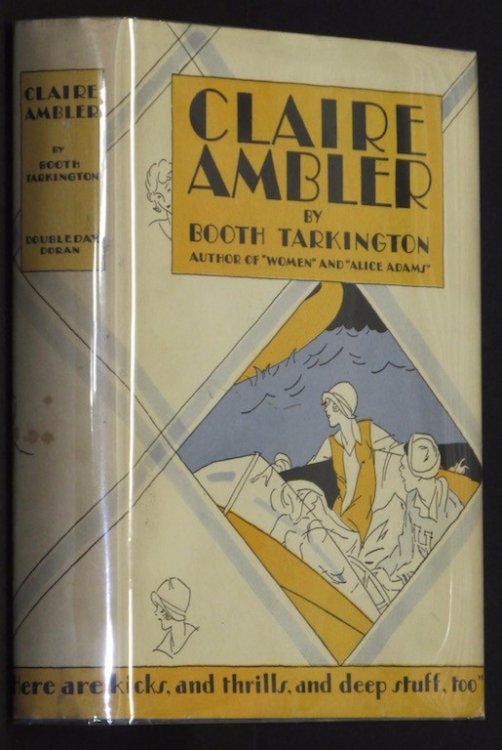 CLAIRE
AMBLER
BY
BOOTH
TARKINGTON
DOUBLEDAY
DORAN
CLAIRE
AMBLER
BY
BOOTH TARKINGTON
AUTHOR OF "WOMEN" AND "ALICE ADAMS"
Here are kicks, and thrills, and deep stuff, too"